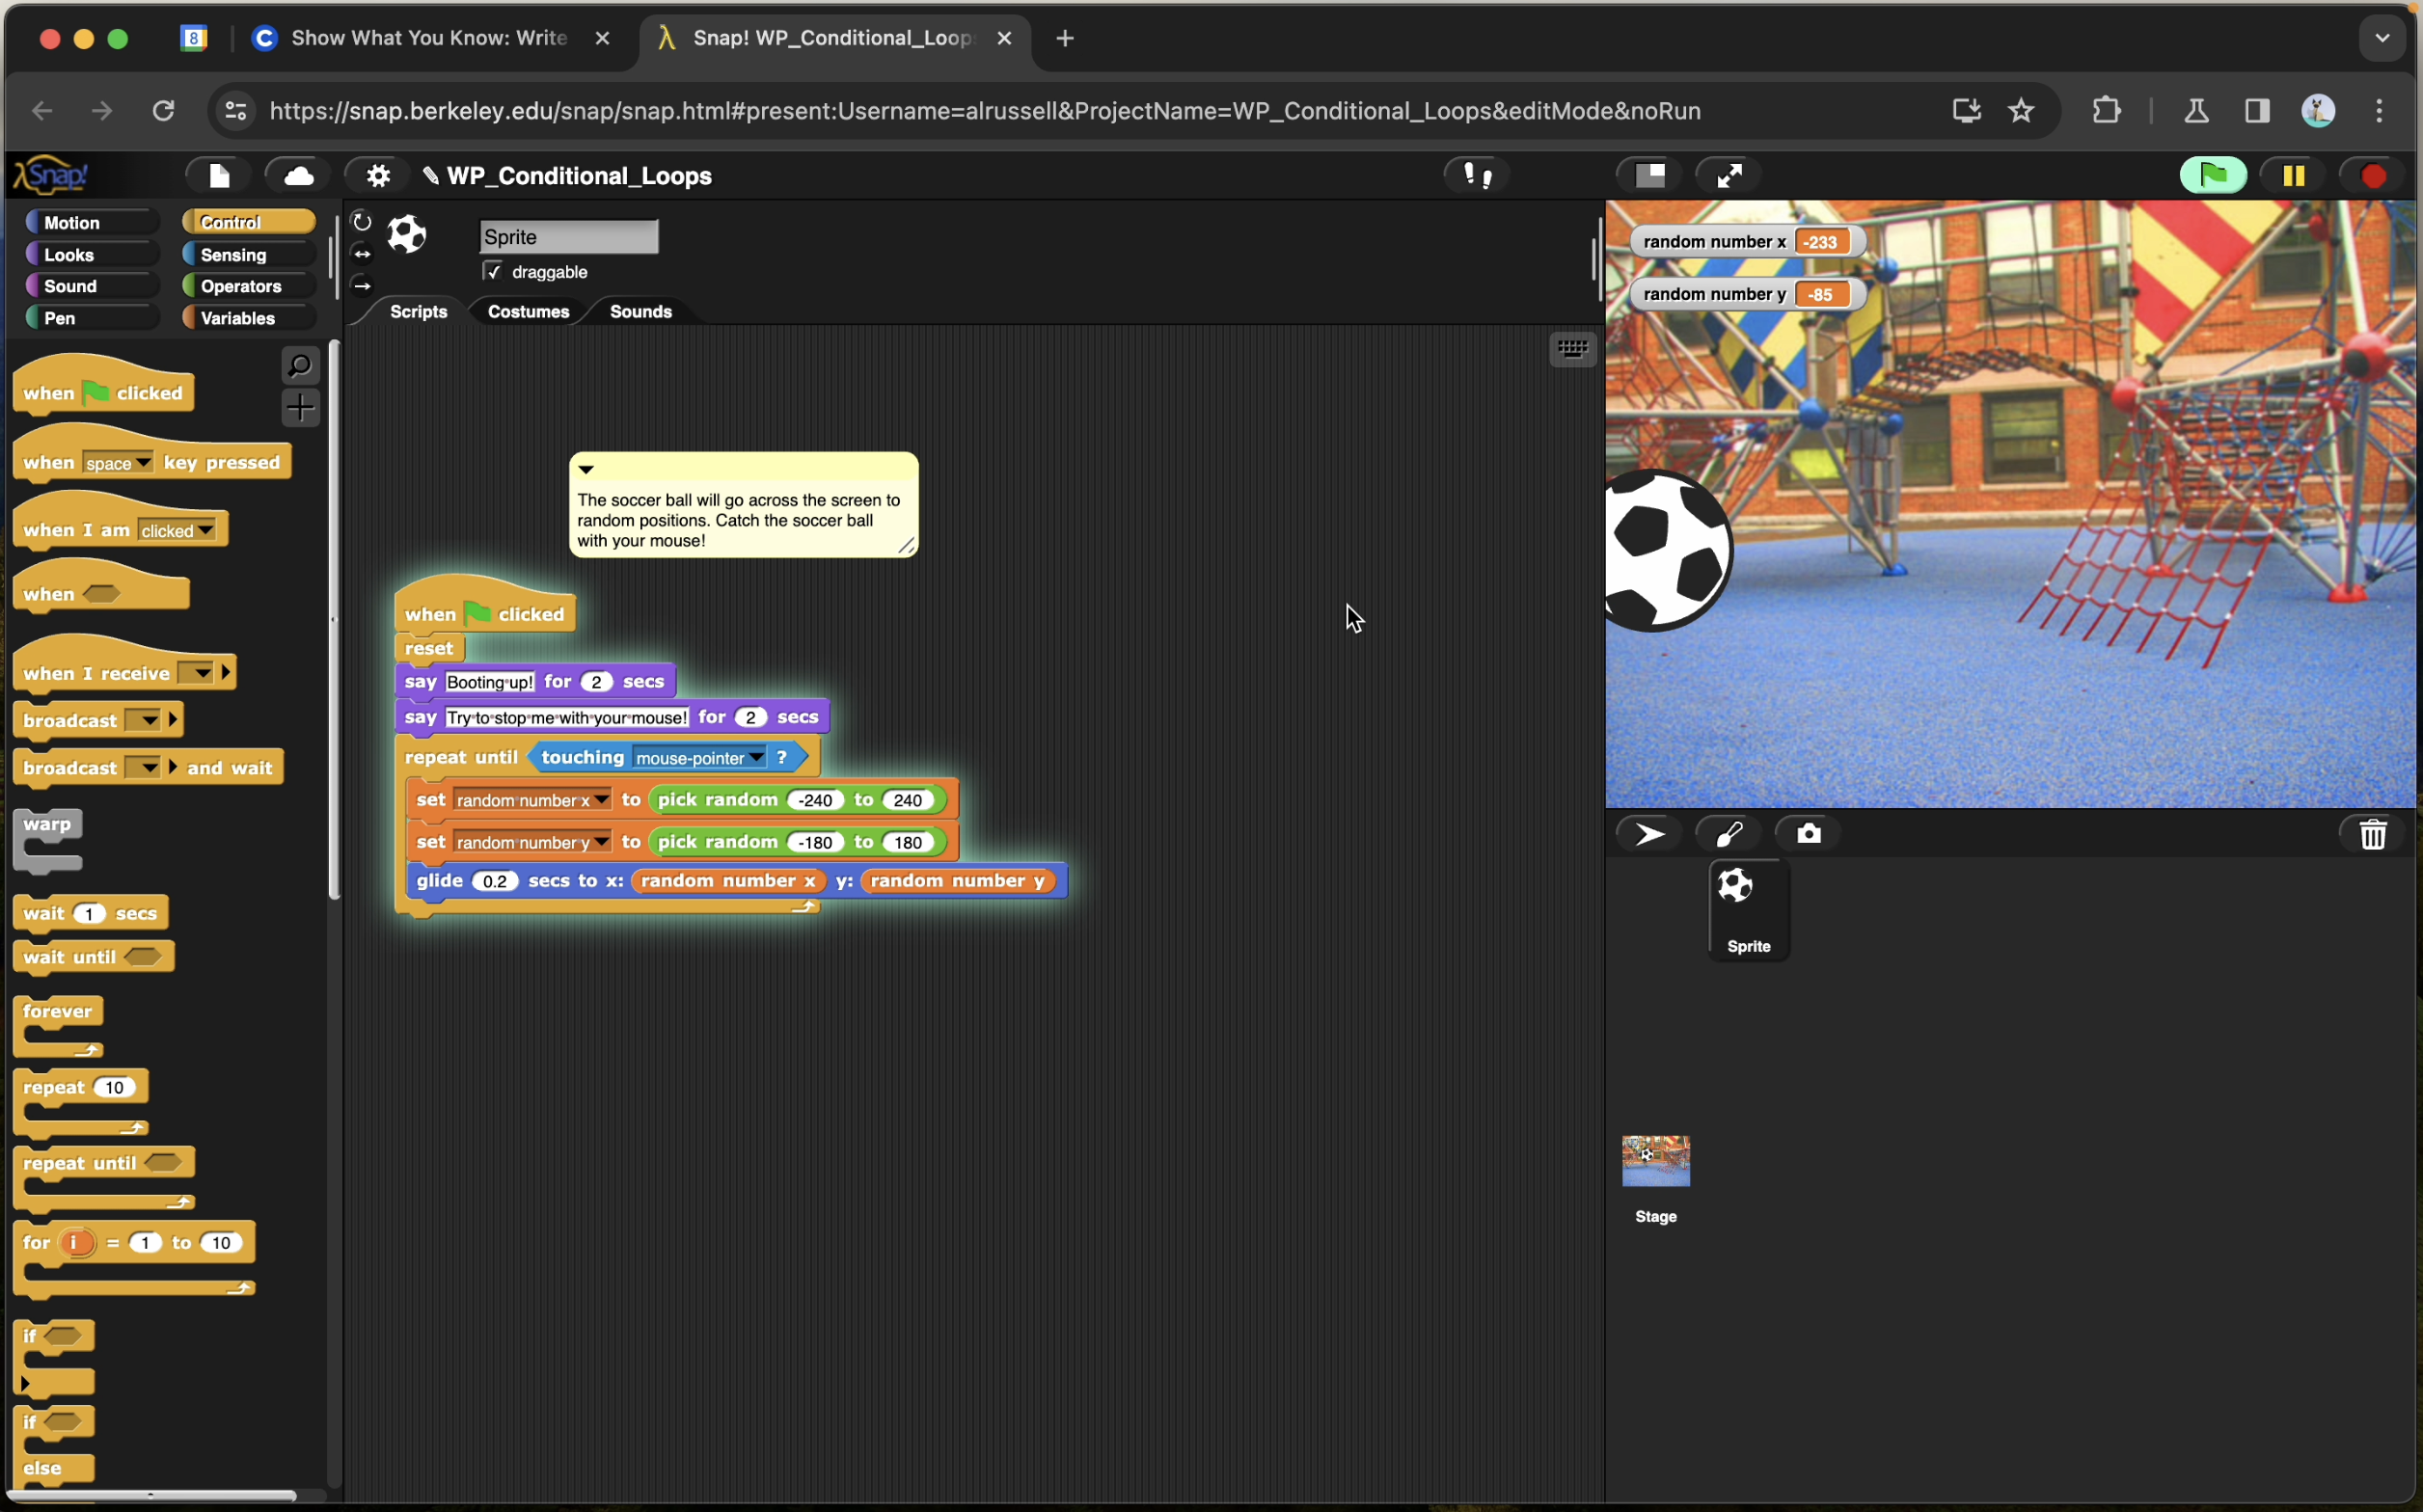 8
Show What You Know: Write
Snap! WP_Conditional_Loop
https://snap.berkeley.edu/snap/snap.html#present:Username=alrussell&ProjectName=WP_Conditional_Loops&editMode&noRun
λSnap!
WP_Conditional_Loops
Motion Control
Looks Sensing
Sound Operators
Pen Variables
when clicked
when space key pressed
when I am clicked
when
when I receive
broadcast
broadcast and wait
warp
wait 1 secs
wait until
forever
repeat 10
repeat until
for i = 1 to 10
if
if
else
Sprite
draggable
Scripts Costumes Sounds
The soccer ball will go across the screen to
random positions. Catch the soccer ball
with your mouse!
when clicked
reset
say Booting up! for 2 secs
say Try to stop me with your mouse! for 2 secs
repeat until touching mouse-pointer ?
set random number x to pick random -240 to 240
set random number y to pick random -180 to 180
glide 0.2 secs to x: random number x y: random number y
random number x -233
random number y -85
Sprite
Stage